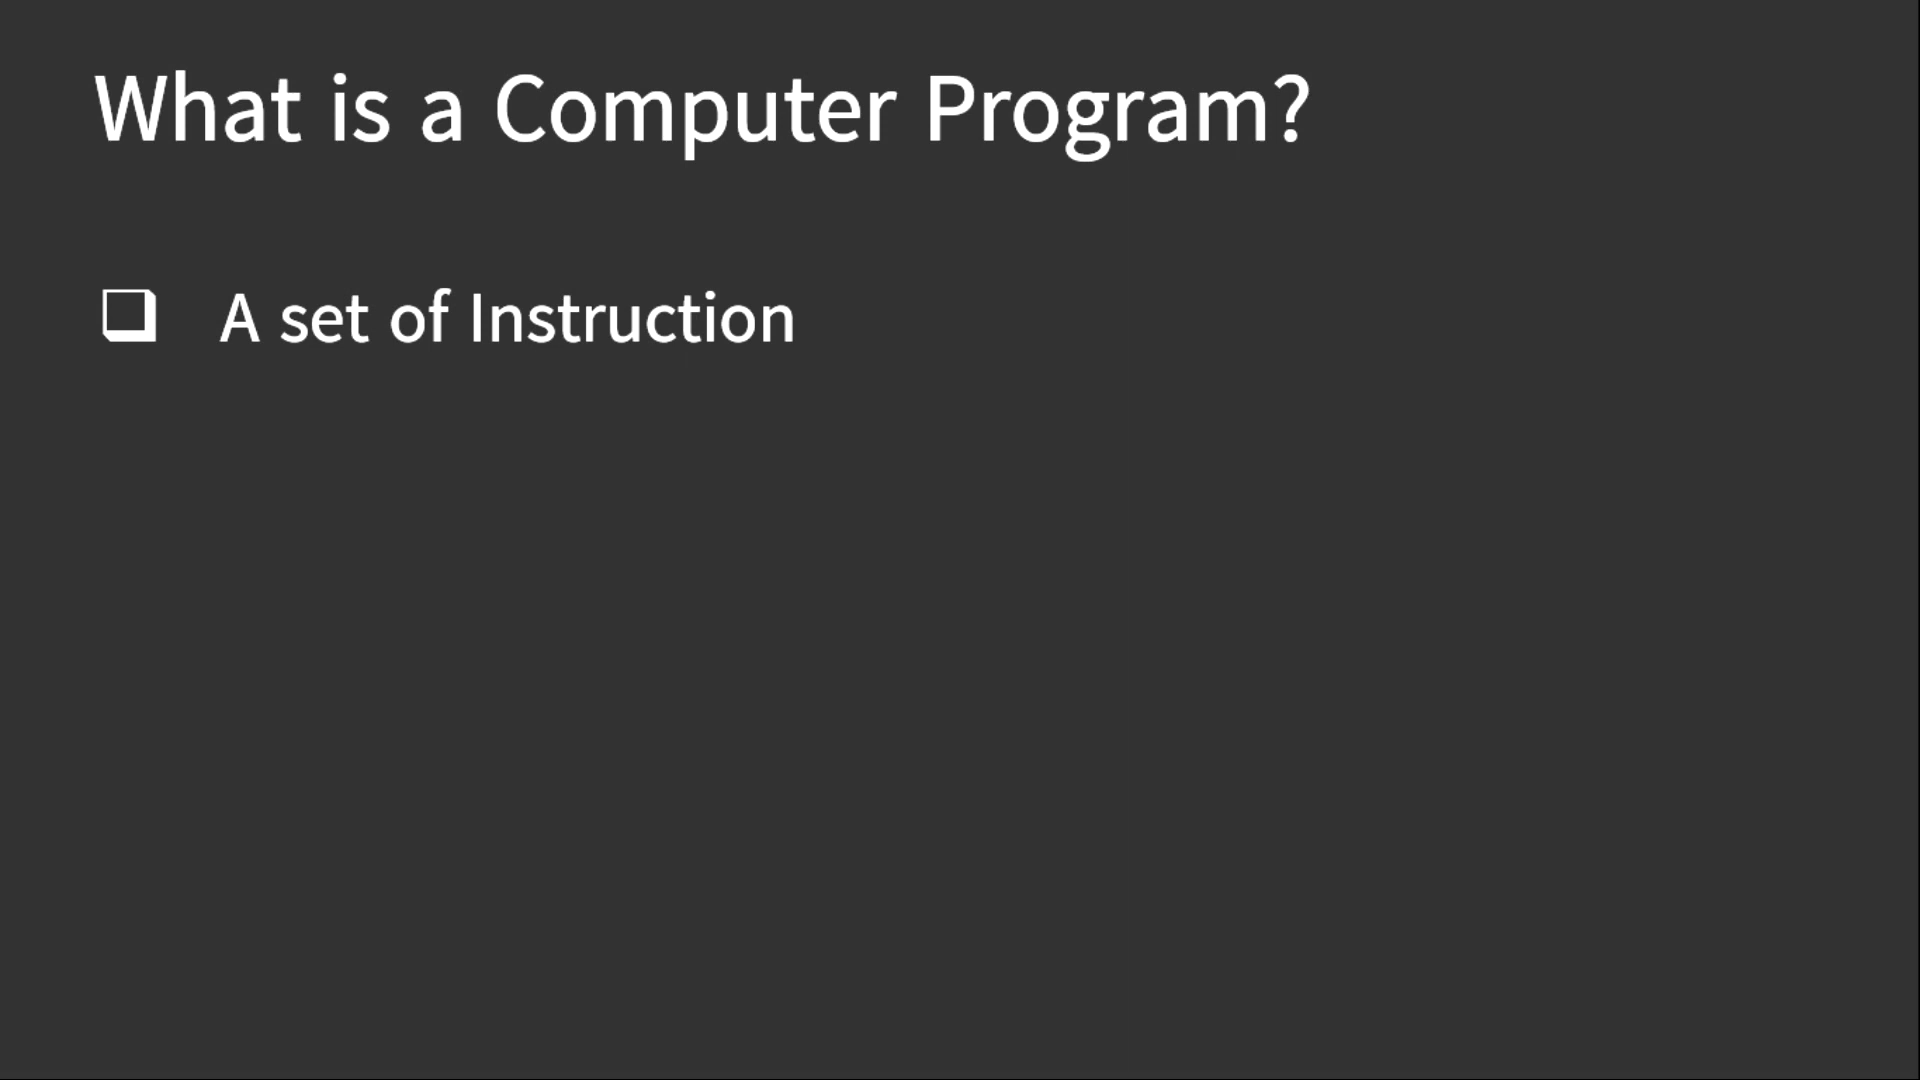 What is a Computer Program?
❑ A set of Instruction